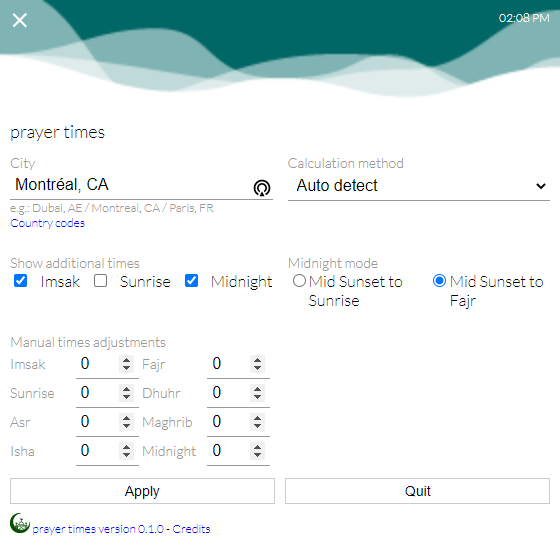 02:08 PM
prayer times
City
Calculation method
Montréal, CA
Auto detect
e.g.: Dubai, AE / Montreal, CA / Paris, FR
Country codes
Show additional times
Midnight mode
Imsak Sunrise Midnight
Mid Sunset to Sunrise
Mid Sunset to Fajr
Manual times adjustments
Imsak 0 Fajr 0
Sunrise 0 Dhuhr 0
Asr 0 Maghrib 0
Isha 0 Midnight 0
Apply
Quit
prayer times version 0.1.0 - Credits